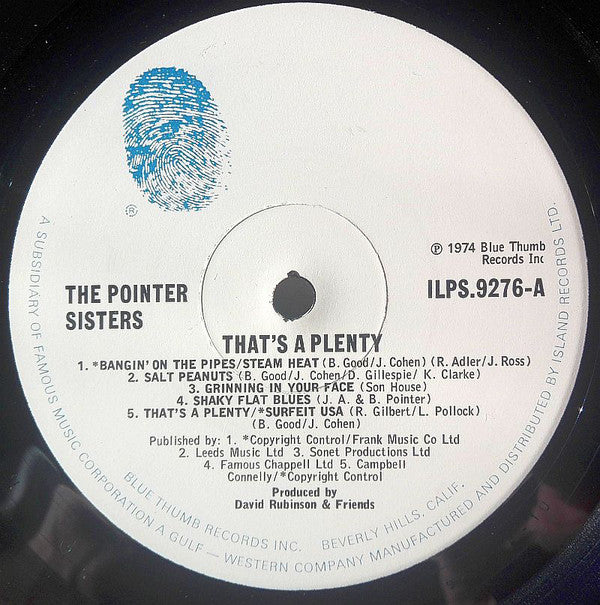 ®
℗ 1974 Blue Thumb
Records Inc
THE POINTER
SISTERS
ILPS.9276-A
THAT'S A PLENTY
1. *BANGIN' ON THE PIPES/STEAM HEAT (B. Good/J. Cohen) (R. Adler/J. Ross)
2. SALT PEANUTS (B. Good/J. Cohen/D. Gillespie/ K. Clarke)
3. GRINNING IN YOUR FACE (Son House)
4. SHAKY FLAT BLUES (J. A. & B. Pointer)
5. THAT'S A PLENTY/*SURFEIT USA (R. Gilbert/L. Pollock)
(B. Good/J. Cohen)
Published by: 1. *Copyright Control/Frank Music Co Ltd
2. Leeds Music Ltd 3. Sonet Productions Ltd
4. Famous Chappell Ltd 5. Campbell
Connelly/*Copyright Control
Produced by
David Rubinson & Friends
BLUE THUMB RECORDS INC. BEVERLY HILLS, CALIF.
A SUBSIDIARY OF FAMOUS MUSIC CORPORATION A GULF — WESTERN COMPANY MANUFACTURED AND DISTRIBUTED BY ISLAND RECORDS LTD.